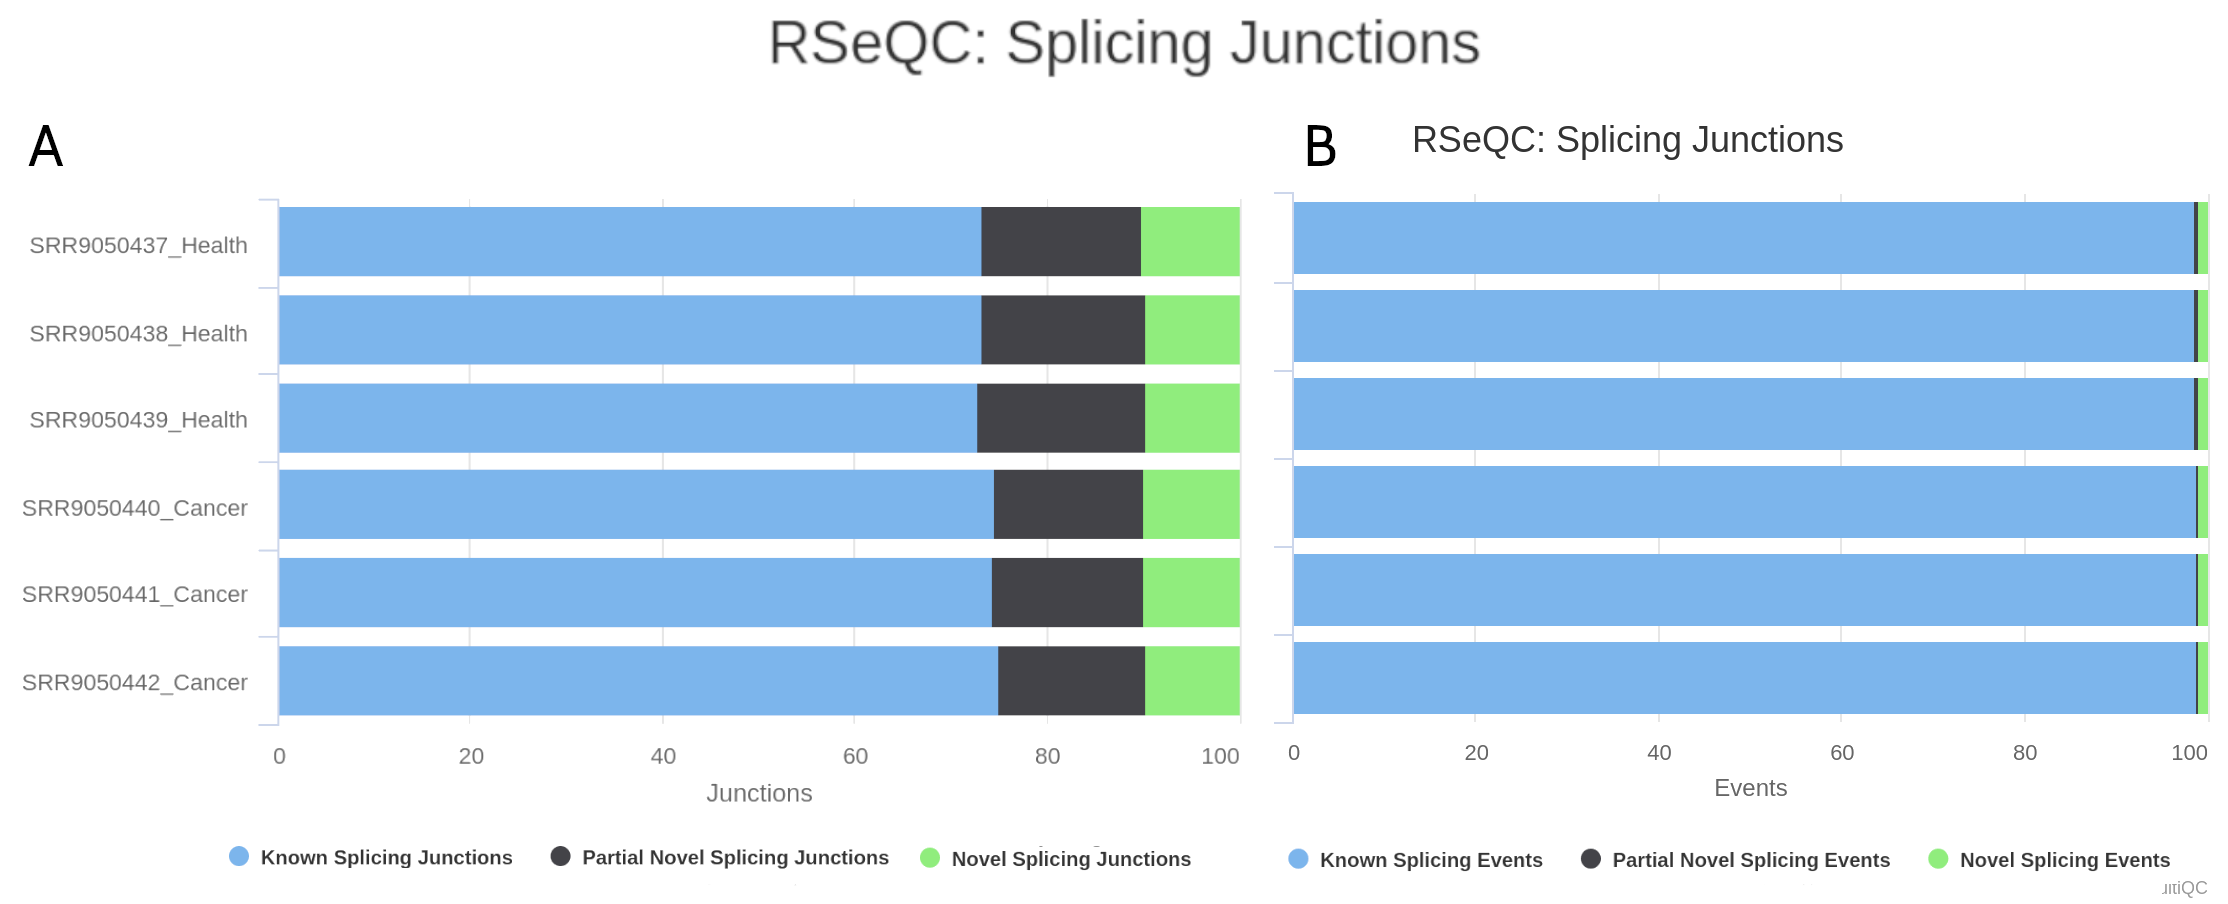 RSeQC: Splicing Junctions
A
B
RSeQC: Splicing Junctions
SRR9050437_Health
SRR9050438_Health
SRR9050439_Health
SRR9050440_Cancer
SRR9050441_Cancer
SRR9050442_Cancer
0 20 40 60 80 100
Junctions
Known Splicing Junctions
Partial Novel Splicing Junctions
Novel Splicing Junctions
0 20 40 60 80 100
Events
Known Splicing Events
Partial Novel Splicing Events
Novel Splicing Events